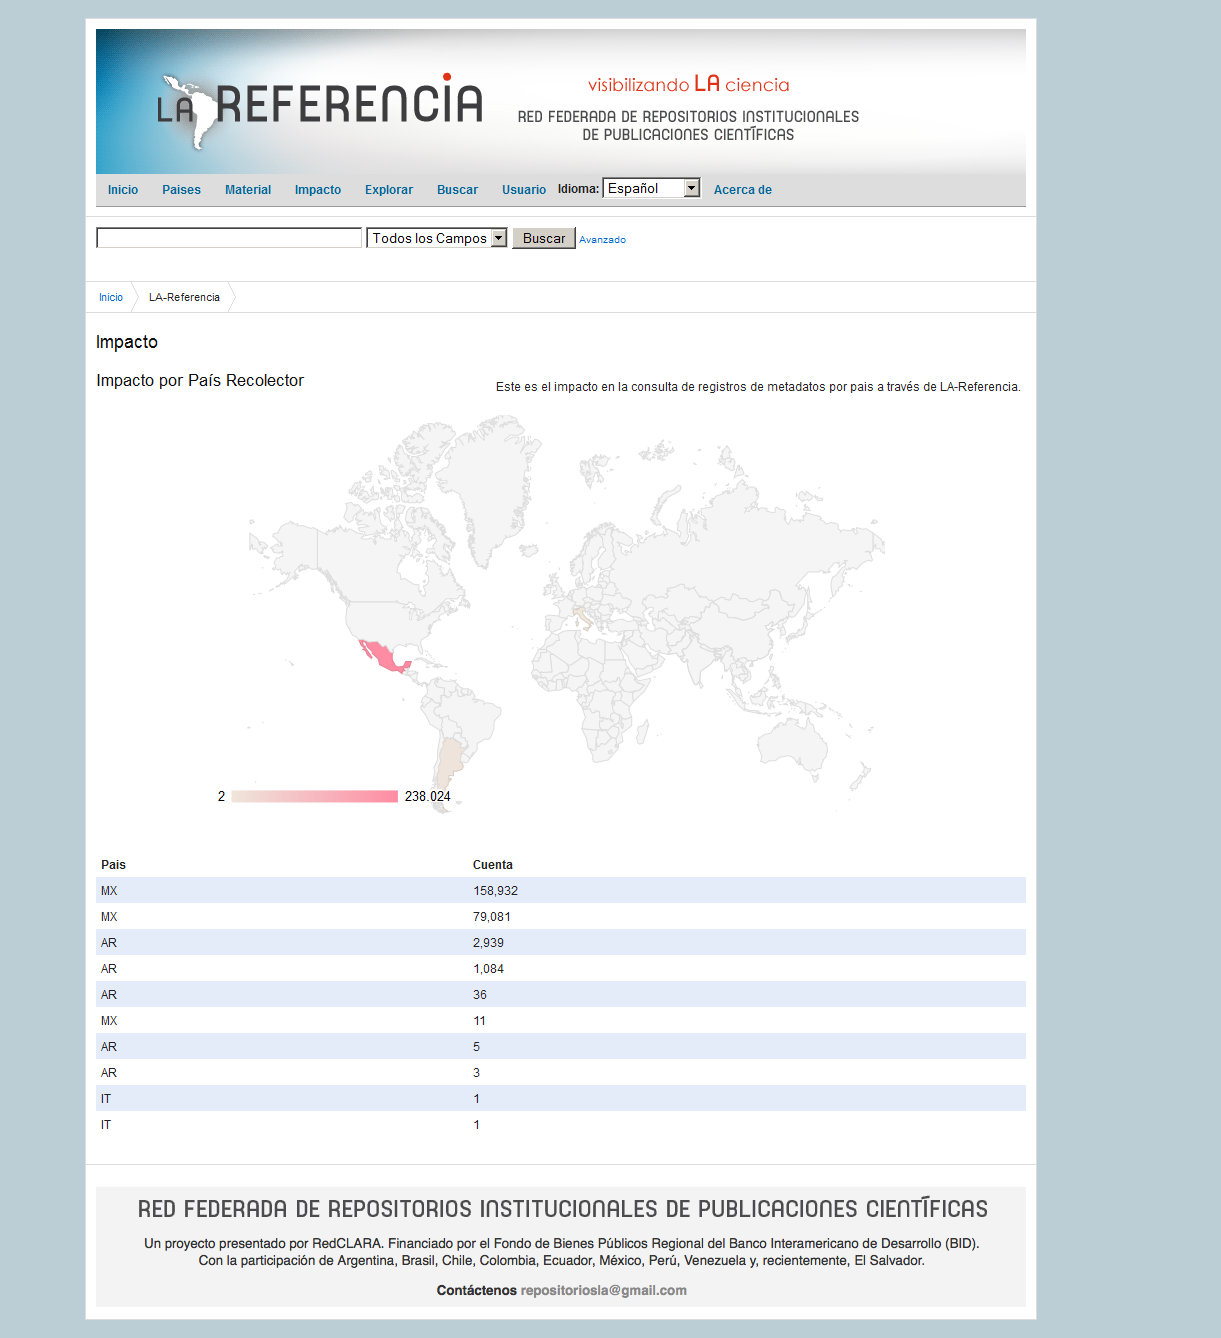 LA REFERENCIA
visibilizando LA ciencia
RED FEDERADA DE REPOSITORIOS INSTITUCIONALES
DE PUBLICACIONES CIENTÍFICAS
Inicio Paises Material Impacto Explorar Buscar Usuario Idioma: Español Acerca de
Todos los Campos Buscar Avanzado
Inicio LA-Referencia
Impacto
Impacto por País Recolector
Este es el impacto en la consulta de registros de metadatos por pais a través de LA-Referencia.
2 238.024
Pais Cuenta
MX 158,932
MX 79,081
AR 2,939
AR 1,084
AR 36
MX 11
AR 5
AR 3
IT 1
IT 1
RED FEDERADA DE REPOSITORIOS INSTITUCIONALES DE PUBLICACIONES CIENTÍFICAS
Un proyecto presentado por RedCLARA. Financiado por el Fondo de Bienes Públicos Regional del Banco Interamericano de Desarrollo (BID).
Con la participación de Argentina, Brasil, Chile, Colombia, Ecuador, México, Perú, Venezuela y, recientemente, El Salvador.
Contáctenos repositoriosla@gmail.com